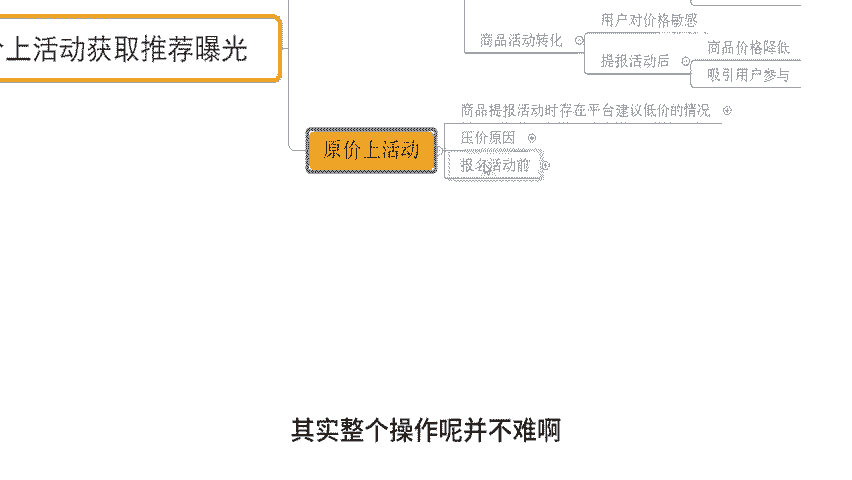 用户对价格敏感
商品活动转化
提报活动后
商品价格降低
吸引用户参与
上活动获取推荐曝光
商品提报活动时存在平台建议低价的情况
原价上活动
压价原因
报名活动前
其实整个操作呢并不难啊